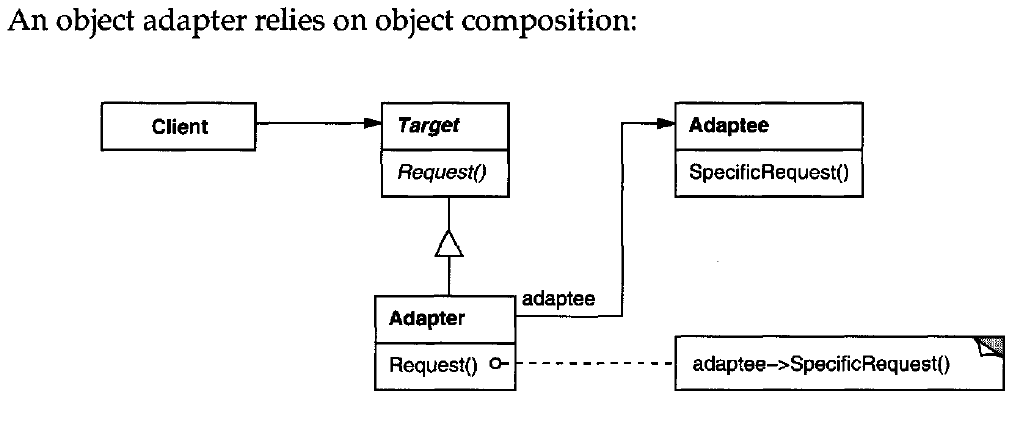 An object adapter relies on object composition:
Client
Target
Request()
Adaptee
SpecificRequest()
adaptee
Adapter
Request()
adaptee->SpecificRequest()